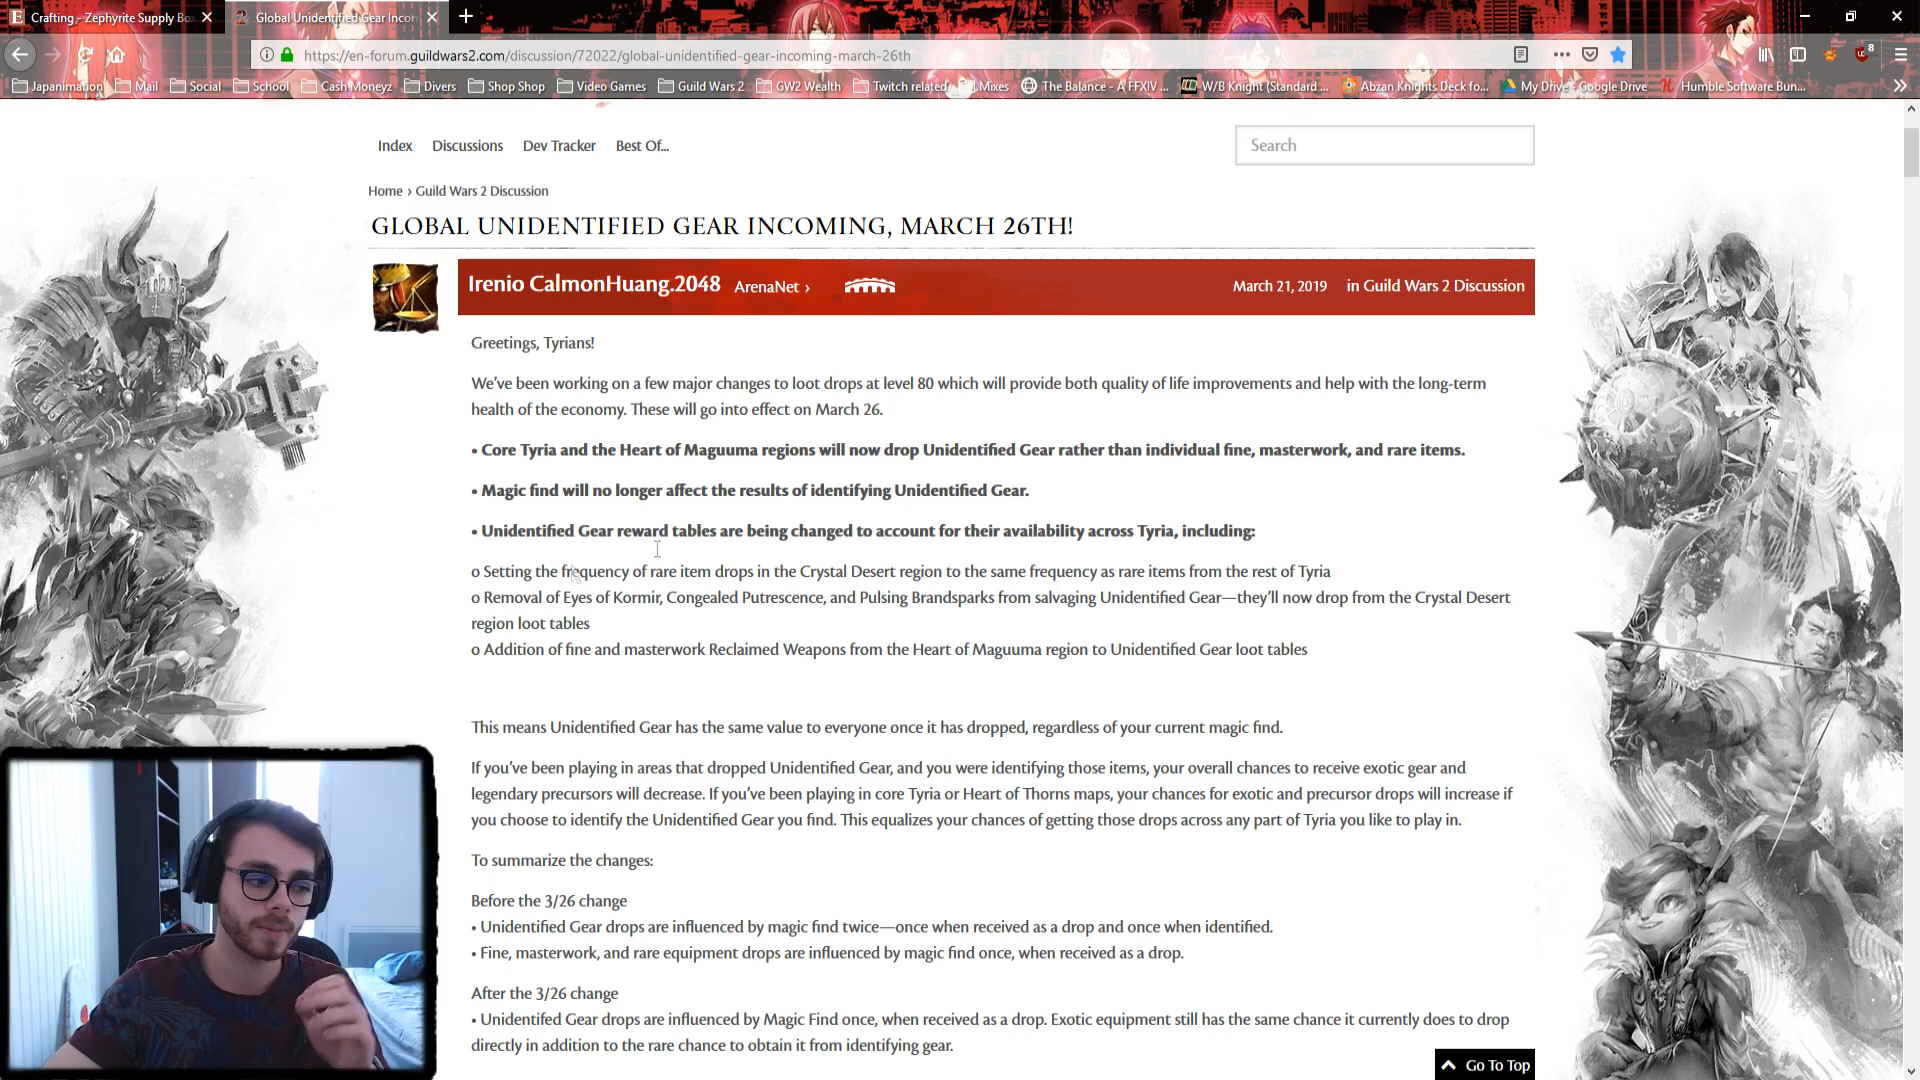 Crafting - Zephyrite Supply Bo
Global Unidentified Gear Incom
https://en-forum.guildwars2.com/discussion/72022/global-unidentified-gear-incoming-march-26th
8
Japanimation
Mail
Social
School
Cash Moneyz
Divers
Shop Shop
Video Games
Guild Wars 2
GW2 Wealth
Twitch related
Mixes
The Balance - A FFXIV ...
W/B Knight (Standard ...
Abzan Knights Deck fo...
My Drive - Google Drive
Humble Software Bun...
Index
Discussions
Dev Tracker
Best Of...
Search
Home › Guild Wars 2 Discussion
GLOBAL UNIDENTIFIED GEAR INCOMING, MARCH 26TH!
Irenio CalmonHuang.2048 ArenaNet › March 21, 2019 in Guild Wars 2 Discussion
Greetings, Tyrians!
We've been working on a few major changes to loot drops at level 80 which will provide both quality of life improvements and help with the long-term
health of the economy. These will go into effect on March 26.
• Core Tyria and the Heart of Maguuma regions will now drop Unidentified Gear rather than individual fine, masterwork, and rare items.
• Magic find will no longer affect the results of identifying Unidentified Gear.
• Unidentified Gear reward tables are being changed to account for their availability across Tyria, including:
o Setting the frequency of rare item drops in the Crystal Desert region to the same frequency as rare items from the rest of Tyria
o Removal of Eyes of Kormir, Congealed Putrescence, and Pulsing Brandsparks from salvaging Unidentified Gear—they'll now drop from the Crystal Desert
region loot tables
o Addition of fine and masterwork Reclaimed Weapons from the Heart of Maguuma region to Unidentified Gear loot tables
This means Unidentified Gear has the same value to everyone once it has dropped, regardless of your current magic find.
If you've been playing in areas that dropped Unidentified Gear, and you were identifying those items, your overall chances to receive exotic gear and
legendary precursors will decrease. If you've been playing in core Tyria or Heart of Thorns maps, your chances for exotic and precursor drops will increase if
you choose to identify the Unidentified Gear you find. This equalizes your chances of getting those drops across any part of Tyria you like to play in.
To summarize the changes:
Before the 3/26 change
• Unidentified Gear drops are influenced by magic find twice—once when received as a drop and once when identified.
• Fine, masterwork, and rare equipment drops are influenced by magic find once, when received as a drop.
After the 3/26 change
• Unidentifed Gear drops are influenced by Magic Find once, when received as a drop. Exotic equipment still has the same chance it currently does to drop
directly in addition to the rare chance to obtain it from identifying gear.
Go To Top